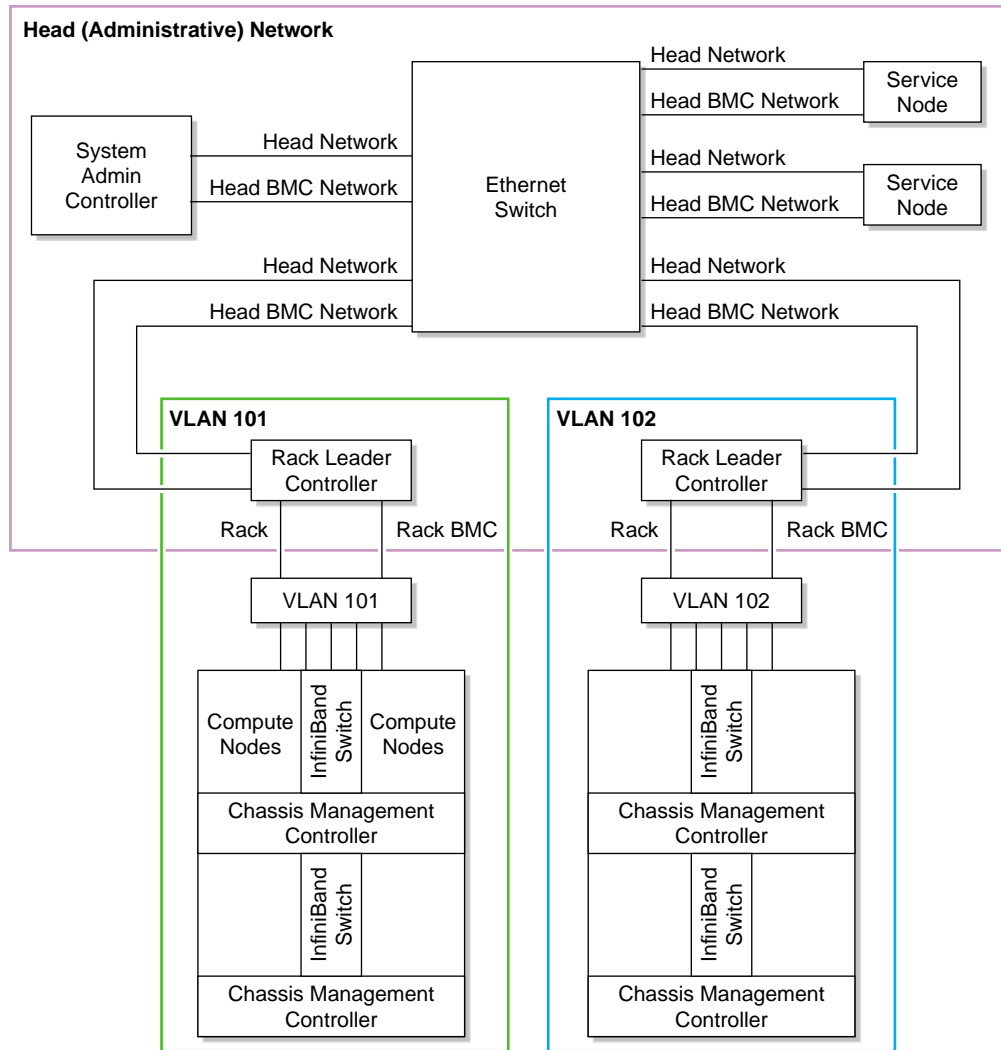 Head (Administrative) Network
Head Network
Service
Node
Head BMC Network
System
Admin
Controller
Head Network
Head BMC Network
Ethernet
Switch
Head Network
Head BMC Network
Service
Node
Head Network
Head BMC Network
Head Network
Head BMC Network
VLAN 101
Rack Leader
Controller
Rack
Rack BMC
VLAN 101
Compute
Nodes
InfiniBand
Switch
Compute
Nodes
Chassis Management
Controller
InfiniBand
Switch
Chassis Management
Controller
VLAN 102
Rack Leader
Controller
Rack
Rack BMC
VLAN 102
InfiniBand
Switch
Chassis Management
Controller
InfiniBand
Switch
Chassis Management
Controller